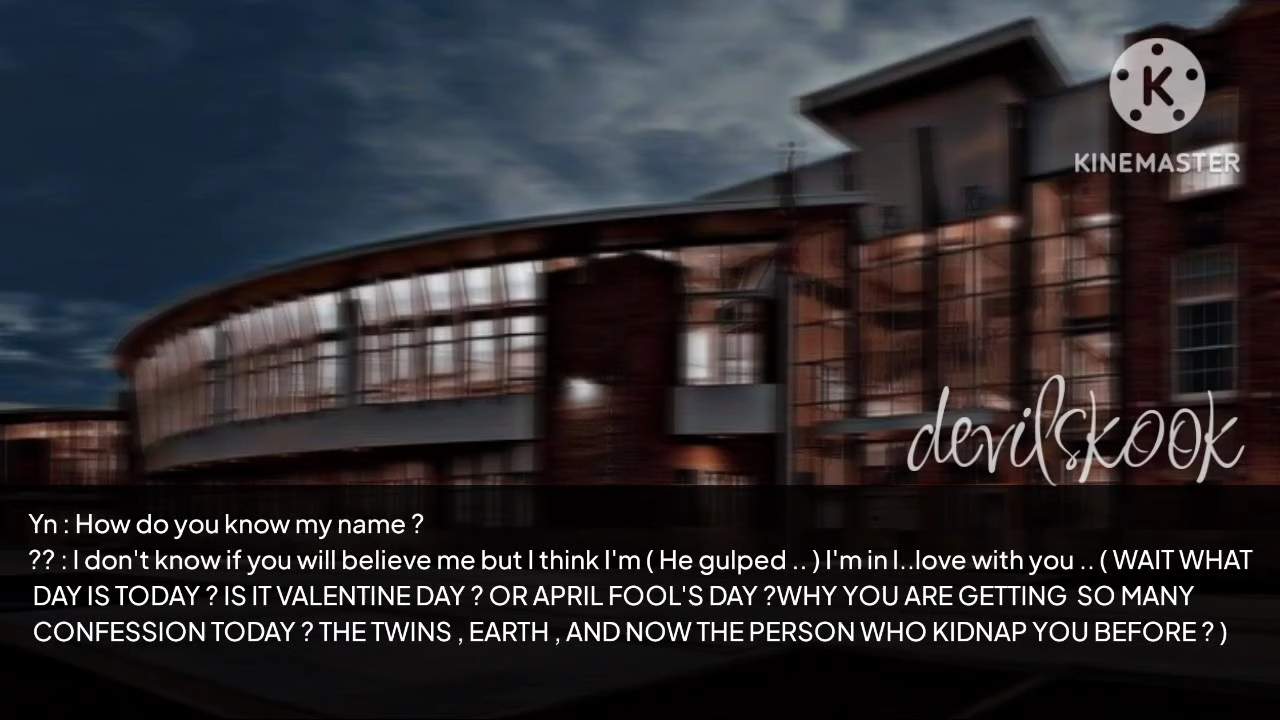 K
KINEMASTER
devilskook
Yn : How do you know my name ?
?? : I don't know if you will believe me but I think I'm ( He gulped .. ) I'm in l..love with you .. ( WAIT WHAT
DAY IS TODAY ? IS IT VALENTINE DAY ? OR APRIL FOOL'S DAY ?WHY YOU ARE GETTING SO MANY
CONFESSION TODAY ? THE TWINS , EARTH , AND NOW THE PERSON WHO KIDNAP YOU BEFORE ? )